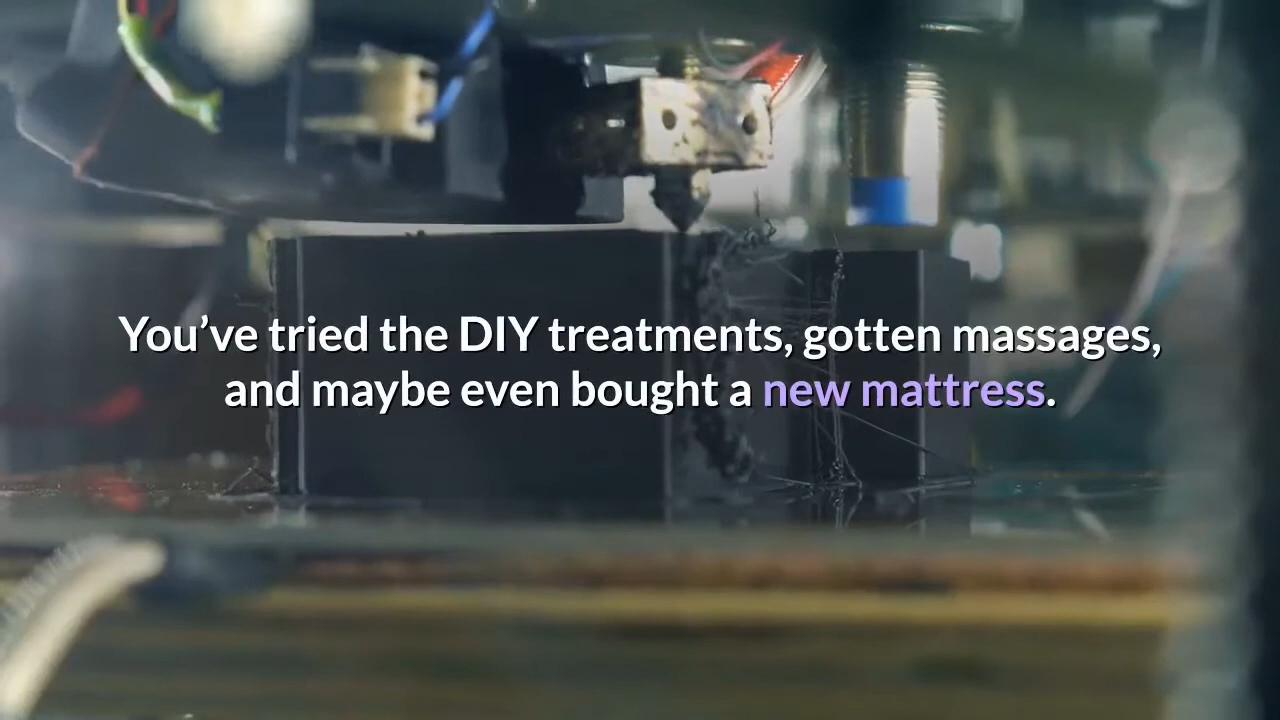 You’ve tried the DIY treatments, gotten massages,
and maybe even bought a new mattress.